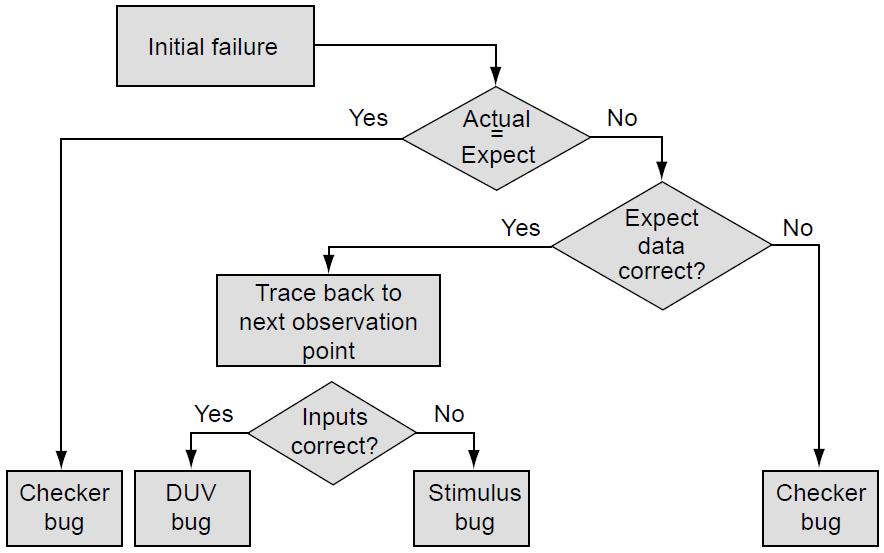 Initial failure
Yes
Actual
=
Expect
No
Yes
Expect
data
correct?
No
Trace back to
next observation
point
Yes
Inputs
correct?
No
Checker
bug
DUV
bug
Stimulus
bug
Checker
bug